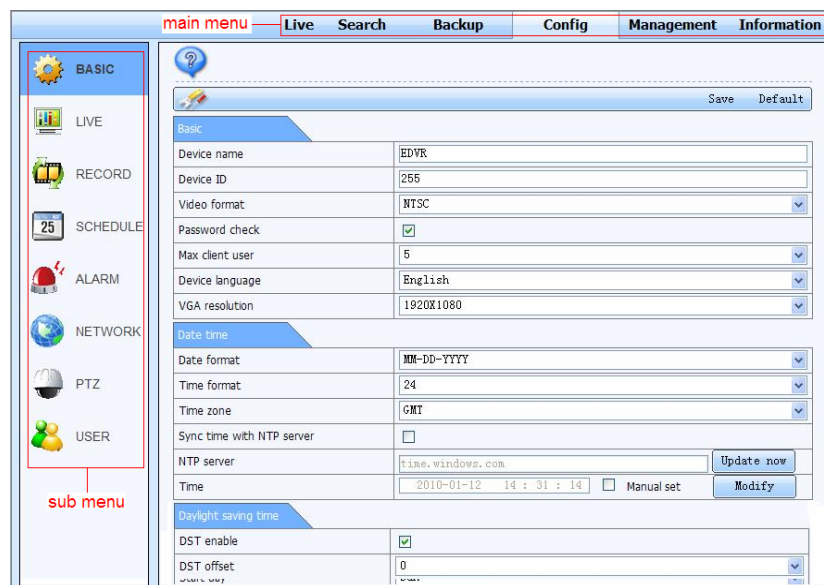 main menu Live Search Backup Config Management Information
BASIC
LIVE
RECORD
25 SCHEDULE
ALARM
NETWORK
PTZ
USER
sub menu
?
Save Default
Basic
Device name EDVR
Device ID 255
Video format NTSC
Password check
Max client user 5
Device language English
VGA resolution 1920X1080
Date time
Date format MM-DD-YYYY
Time format 24
Time zone GMT
Sync time with NTP server
NTP server time.windows.com Update now
Time 2010-01-12 14 : 31 : 14 Manual set Modify
Daylight saving time
DST enable
DST offset 0
Start day